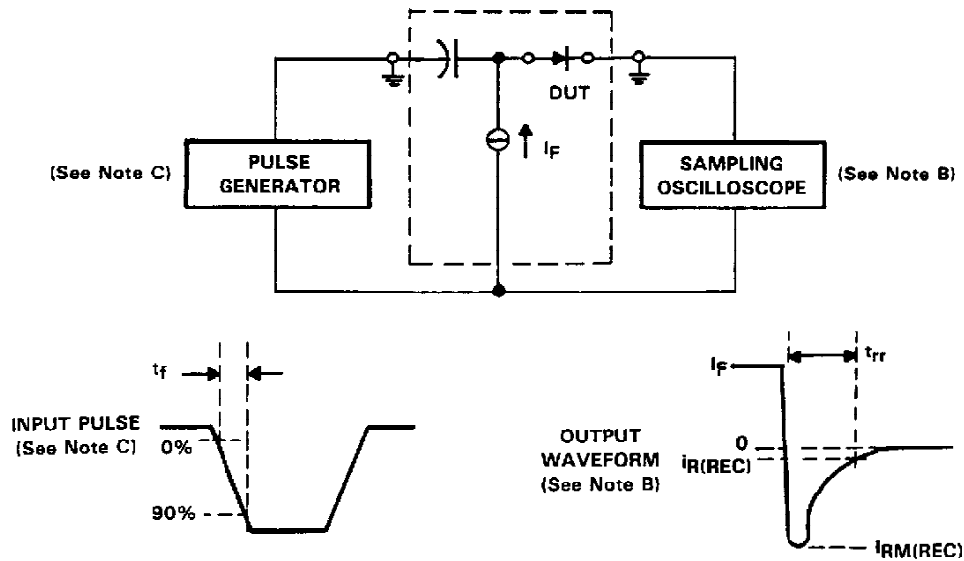 DUT
IF
(See Note C)
PULSE
GENERATOR
SAMPLING
OSCILLOSCOPE
(See Note B)
tf
INPUT PULSE
(See Note C)
0%
90%
trr
IF
OUTPUT
WAVEFORM
(See Note B)
0
iR(REC)
iRM(REC)